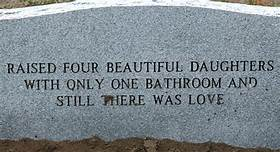 RAISED FOUR BEAUTIFUL DAUGHTERS
WITH ONLY ONE BATHROOM AND
STILL THERE WAS LOVE